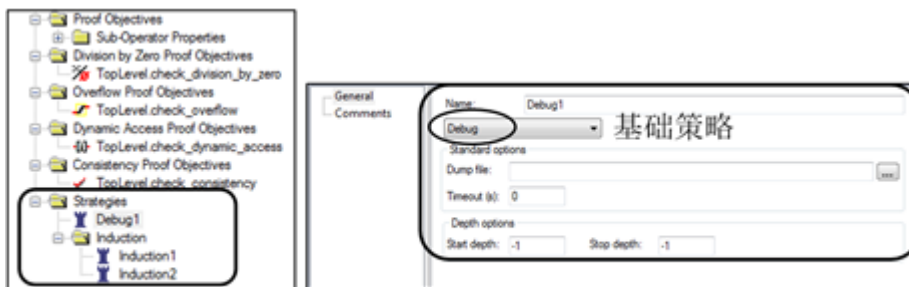 Proof Objectives
Sub-Operator Properties
Division by Zero Proof Objectives
TopLevel.check_division_by_zero
Overflow Proof Objectives
TopLevel.check_overflow
Dynamic Access Proof Objectives
TopLevel.check_dynamic_access
Consistency Proof Objectives
TopLevel.check_consistency
Strategies
Debug1
Induction
Induction1
Induction2
General
Comments
Name: Debug1
Debug 基础策略
Standard options
Dump file: ...
Timeout (s): 0
Depth options
Start depth: -1 Stop depth: -1